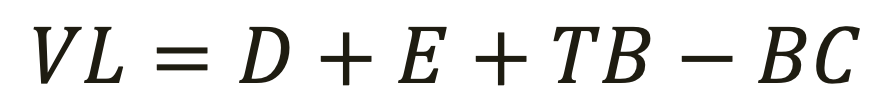 VL = D + E + TB − BC